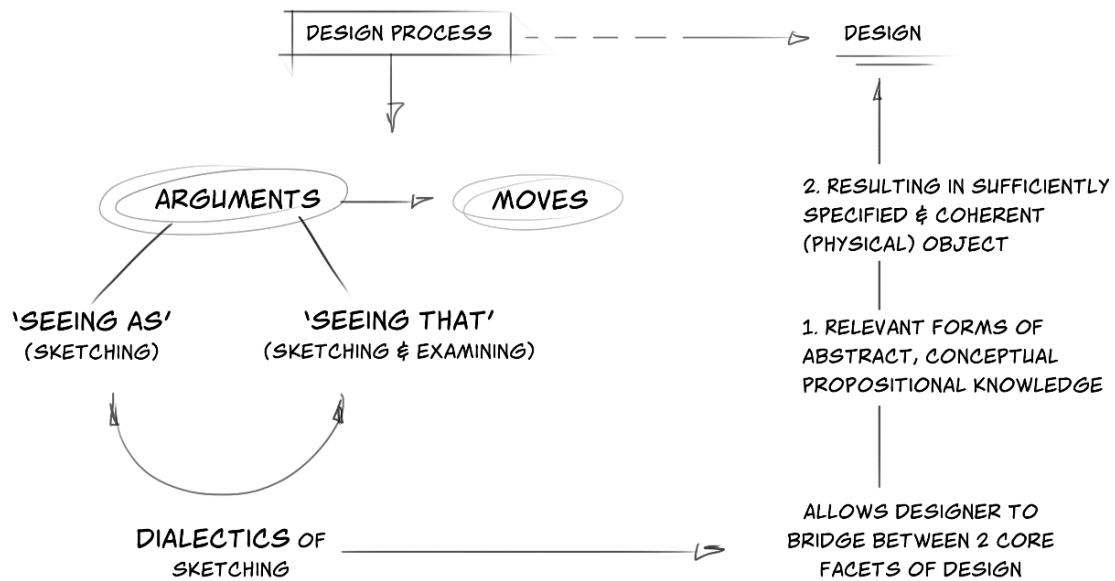 DESIGN PROCESS
DESIGN
ARGUMENTS
MOVES
'SEEING AS'
(SKETCHING)
'SEEING THAT'
(SKETCHING & EXAMINING)
2. RESULTING IN SUFFICIENTLY
SPECIFIED & COHERENT
(PHYSICAL) OBJECT
1. RELEVANT FORMS OF
ABSTRACT, CONCEPTUAL
PROPOSITIONAL KNOWLEDGE
DIALECTICS OF
SKETCHING
ALLOWS DESIGNER TO
BRIDGE BETWEEN 2 CORE
FACETS OF DESIGN